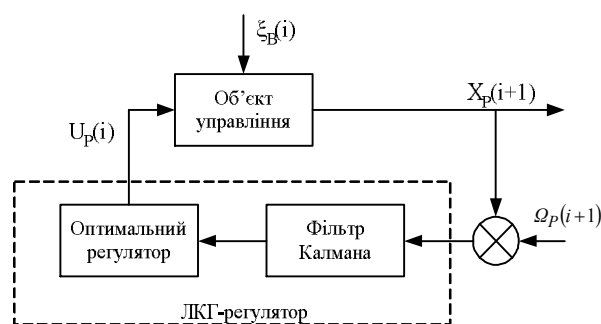 ξB(i)
Об’єкт
управління
XP(i+1)
UP(i)
Оптимальний
регулятор
Фільтр
Калмана
ΩP(i+1)
ЛКГ-регулятор